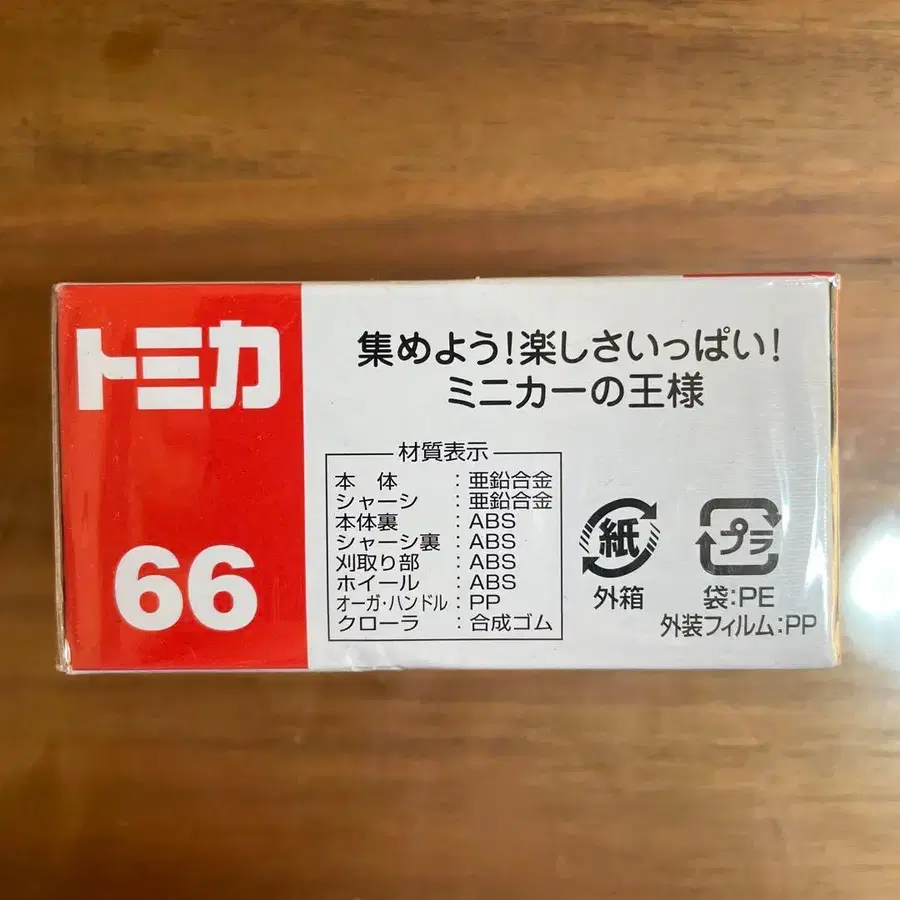 トミカ
66
集めよう!楽しさいっぱい!
ミニカーの王様
材質表示
本体:亜鉛合金
シャーシ:亜鉛合金
本体裏:ABS
シャーシ裏:ABS
刈取り部:ABS
ホイール:ABS
オーガ・ハンドル:PP
クローラ:合成ゴム
紙
外箱
プラ
袋:PE
外装フィルム:PP